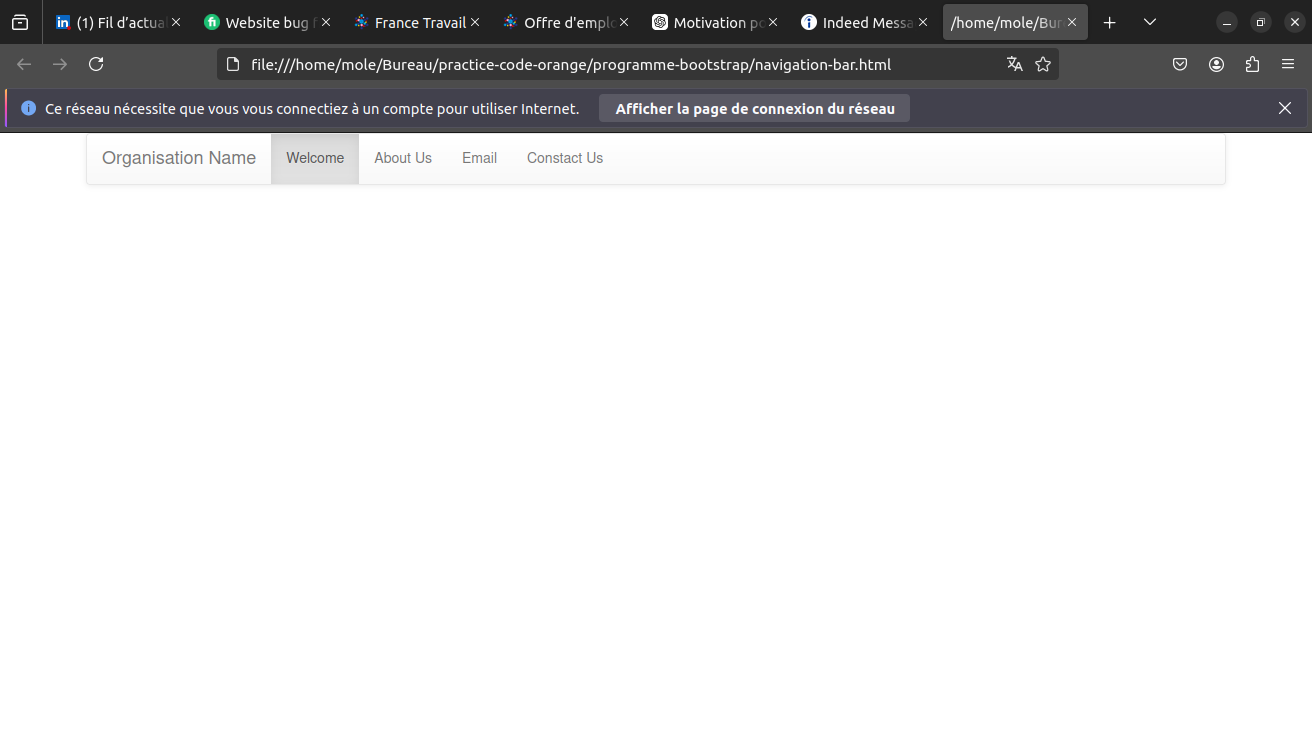 (1) Fil d'actua
Website bug f
France Travail
Offre d'emplo
Motivation po
Indeed Messa
/home/mole/Bur
file:///home/mole/Bureau/practice-code-orange/programme-bootstrap/navigation-bar.html
Ce réseau nécessite que vous vous connectiez à un compte pour utiliser Internet. Afficher la page de connexion du réseau
Organisation Name Welcome About Us Email Constact Us